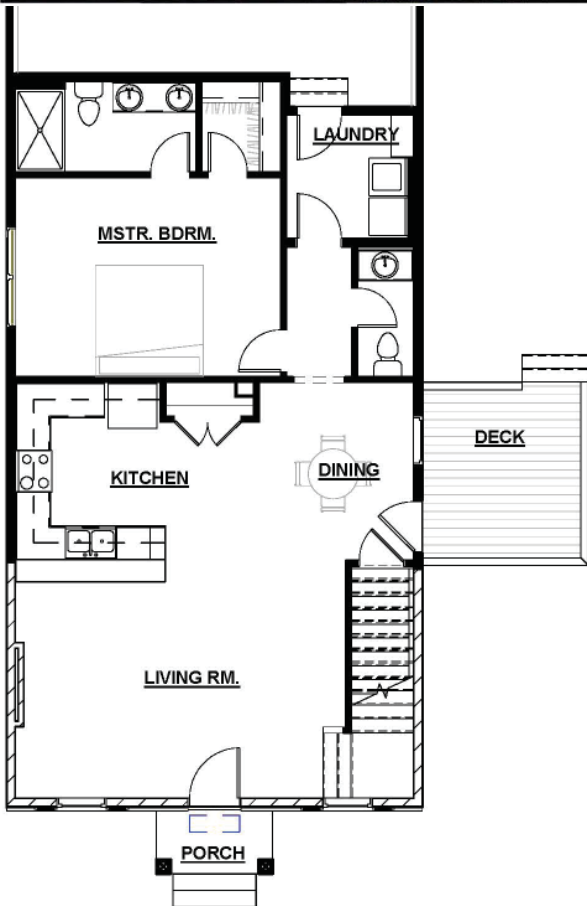 LAUNDRY
MSTR. BDRM.
DECK
KITCHEN
DINING
LIVING RM.
PORCH